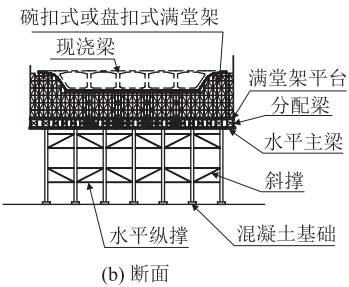 碗扣式或盘扣式满堂架
现浇梁
满堂架平台
分配梁
水平主梁
斜撑
水平纵撑
混凝土基础
(b) 断面